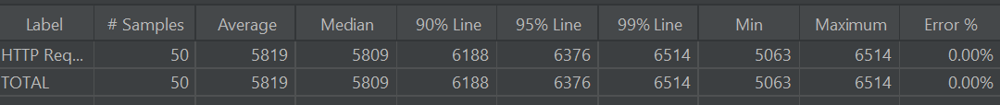 Label # Samples Average Median 90% Line 95% Line 99% Line Min Maximum Error %
HTTP Req... 50 5819 5809 6188 6376 6514 5063 6514 0.00%
TOTAL 50 5819 5809 6188 6376 6514 5063 6514 0.00%